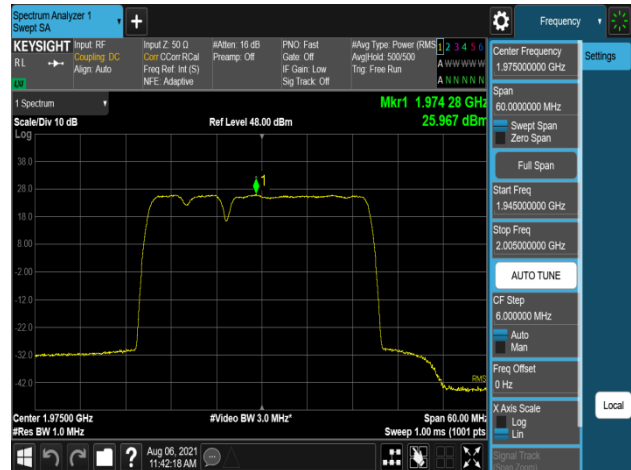 Spectrum Analyzer 1
Swept SA
Frequency
KEYSIGHT
Input: RF
Input Z: 50 Ω
#Atten: 16 dB
PNO: Fast
#Avg Type: Power (RMS
1 2 3 4 5 6
RL
Coupling: DC
Corr CCorr RCal
Preamp: Off
Gate: Off
Avg|Hold: 500/500
A W W W W W
Align: Auto
Freq Ref: Int (S)
IF Gain: Low
Trig: Free Run
NFE: Adaptive
Sig Track: Off
A N N N N N
1 Spectrum
Mkr1 1.974 28 GHz
Scale/Div 10 dB
Ref Level 48.00 dBm
25.967 dBm
Log
38.0
28.0
18.0
8.00
-2.00
-12.0
-22.0
-32.0
-42.0
1
RMS
Center 1.97500 GHz
#Video BW 3.0 MHz*
Span 60.00 MHz
#Res BW 1.0 MHz
Sweep 1.00 ms (1001 pts
Aug 06, 2021
11:42:18 AM
?
Center Frequency
1.975000000 GHz
Settings
Span
60.0000000 MHz
Swept Span
Zero Span
Full Span
Start Freq
1.945000000 GHz
Stop Freq
2.005000000 GHz
AUTO TUNE
CF Step
6.000000 MHz
Auto
Man
Freq Offset
0 Hz
X Axis Scale
Log
Lin
Local
Signal Track
(Span Zoom)